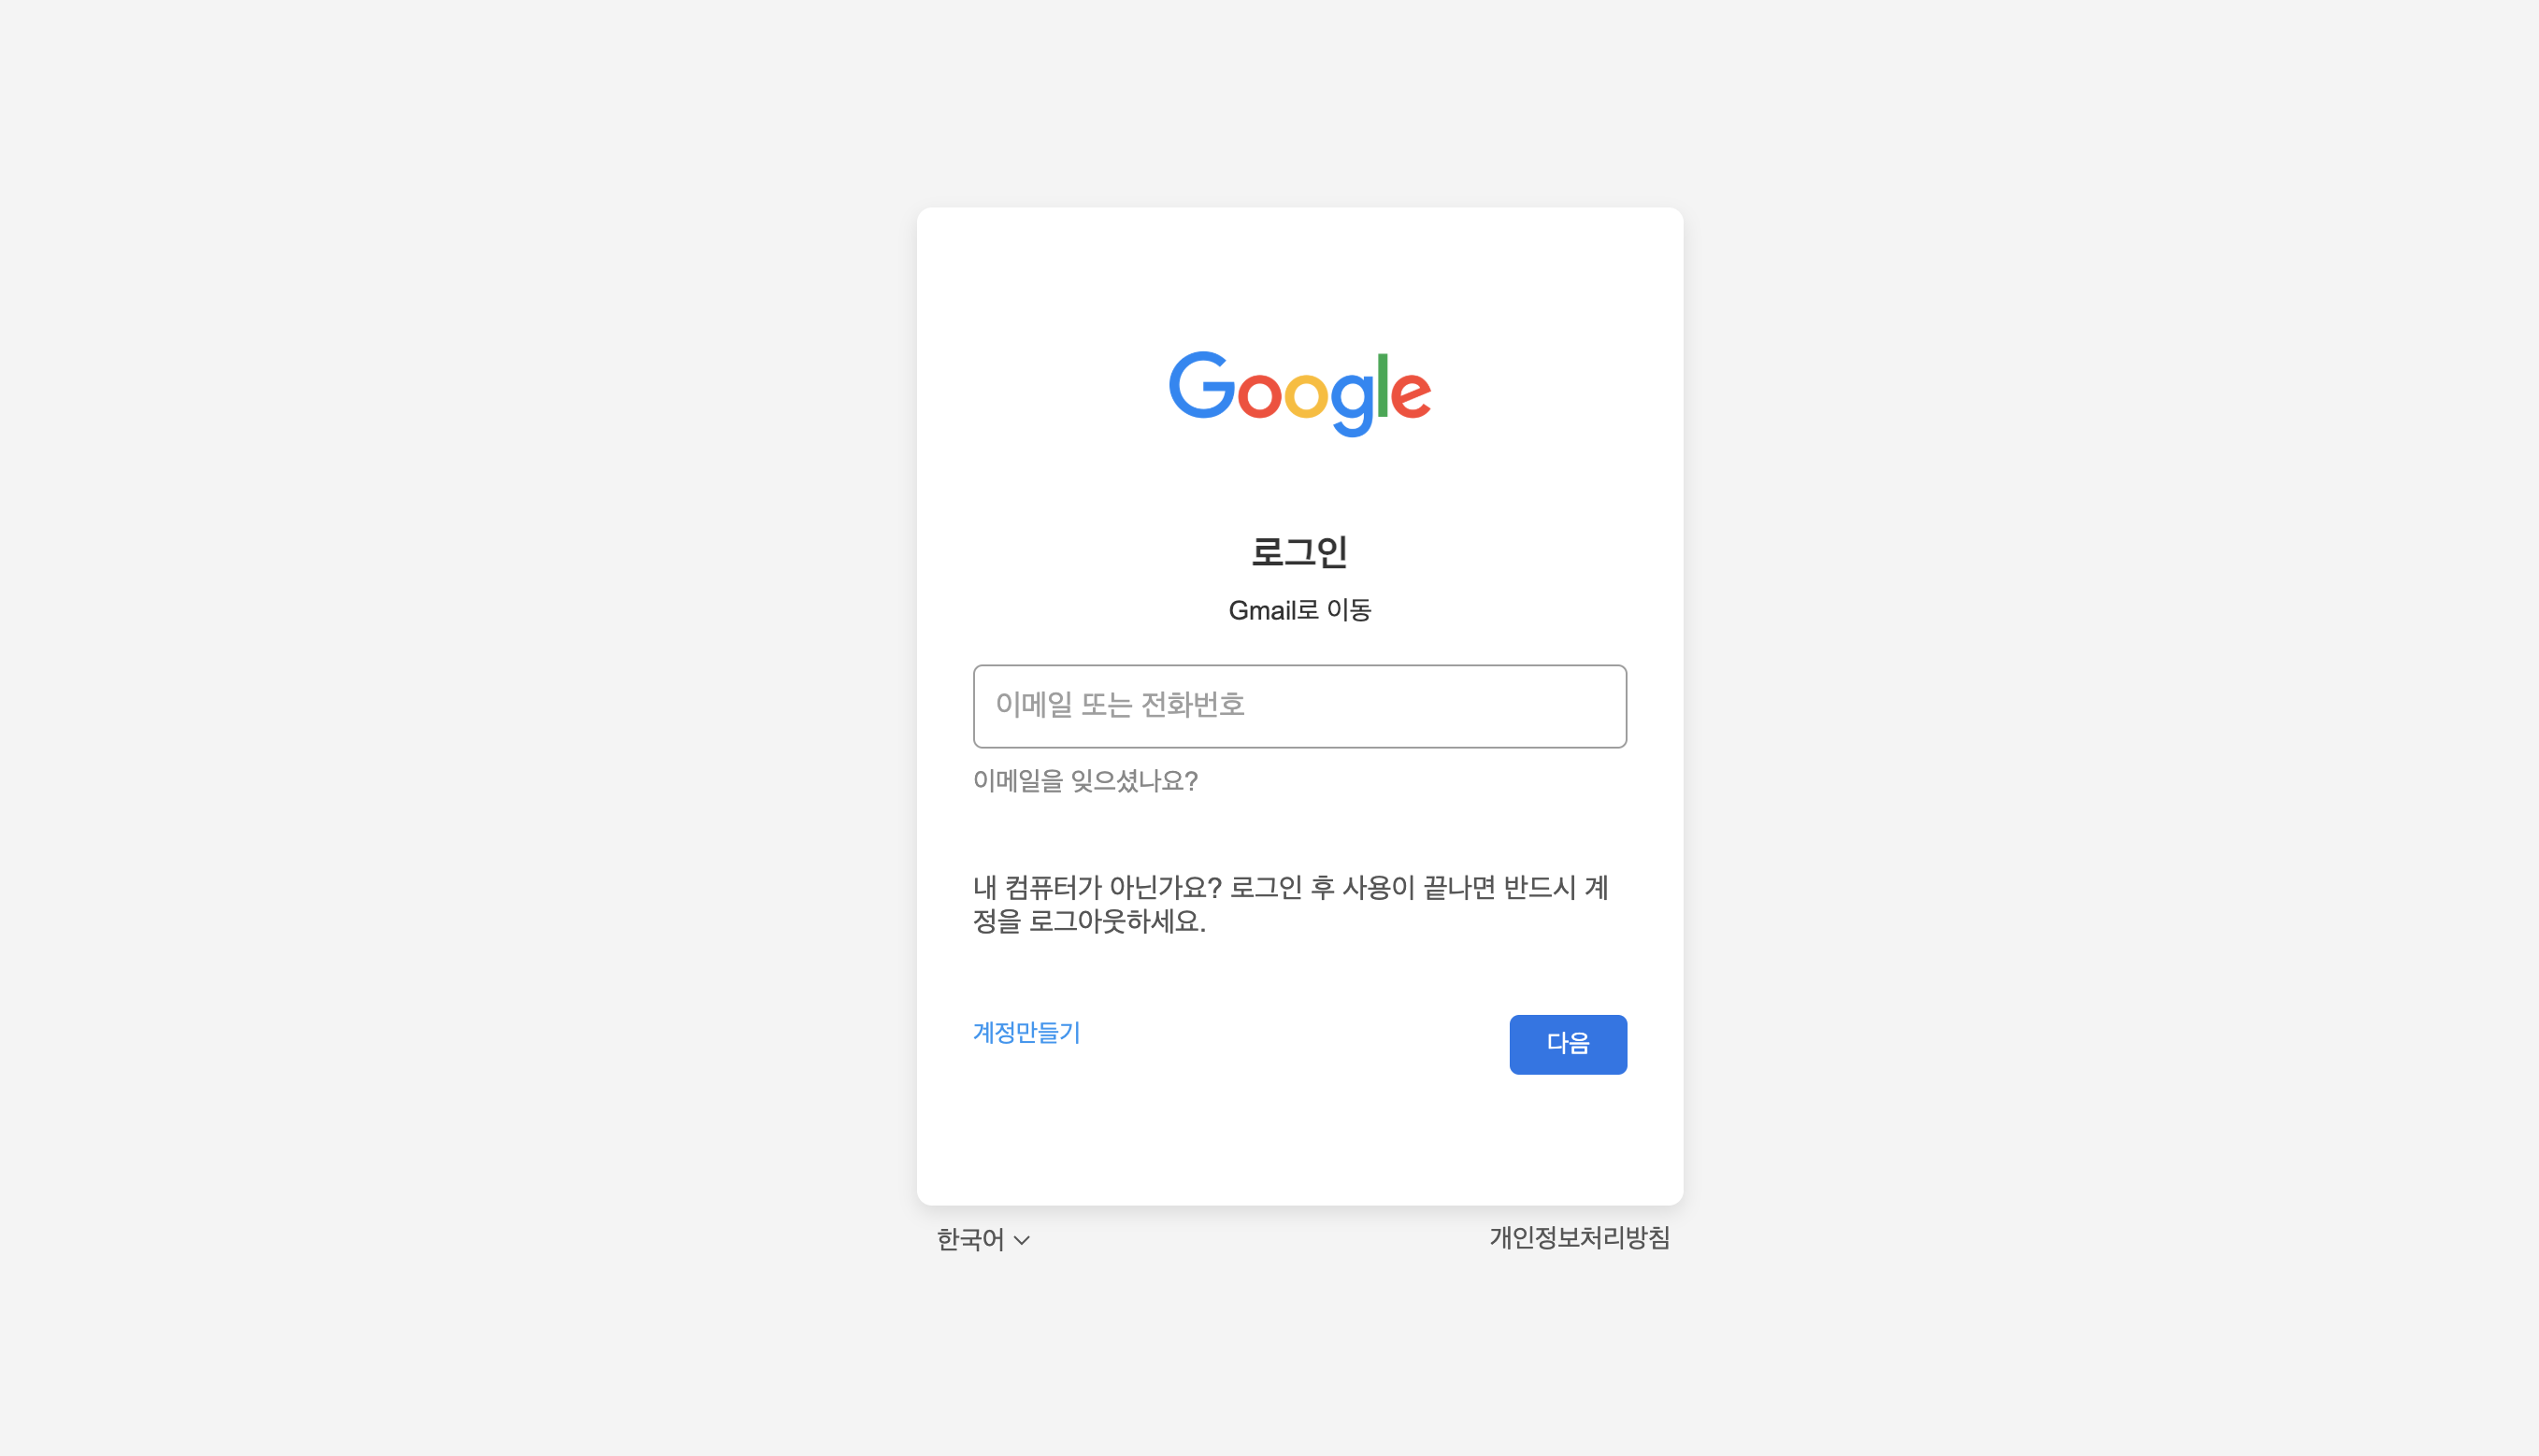 Google
로그인
Gmail로 이동
이메일 또는 전화번호
이메일을 잊으셨나요?
내 컴퓨터가 아닌가요? 로그인 후 사용이 끝나면 반드시 계
정을 로그아웃하세요.
계정만들기
다음
한국어
개인정보처리방침